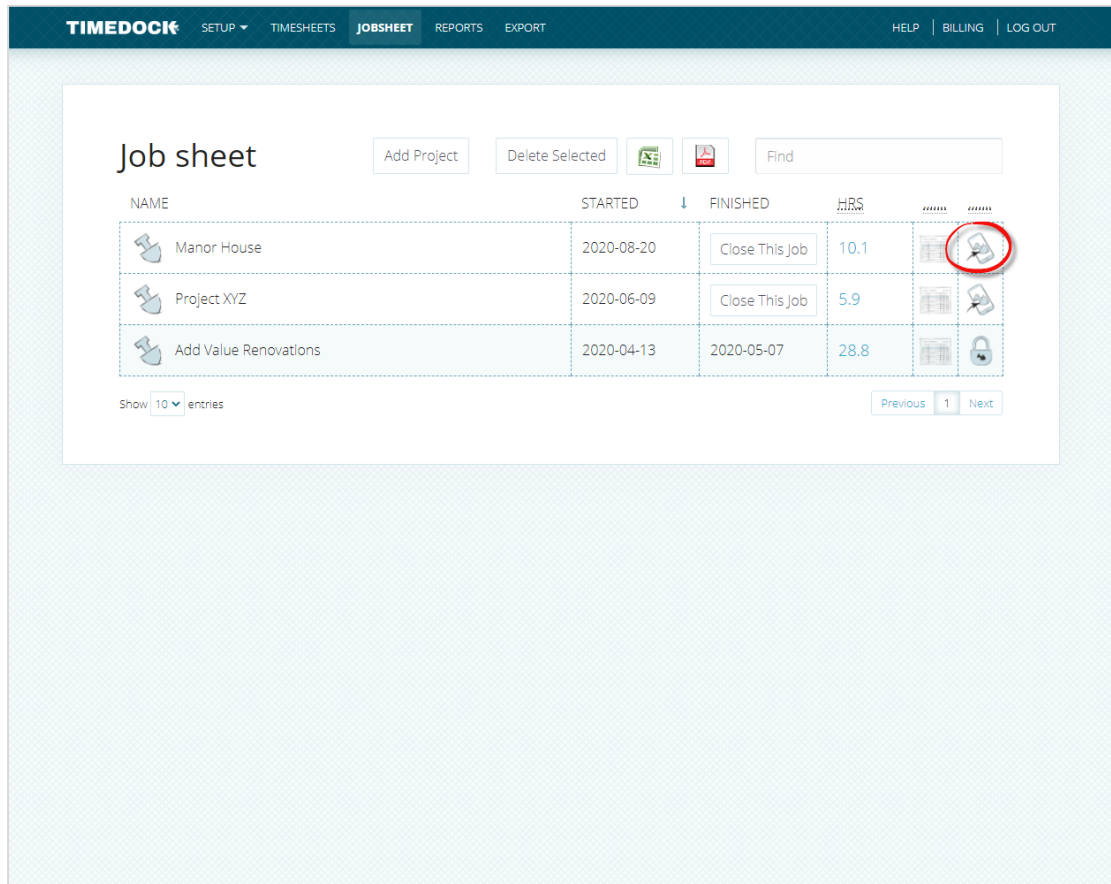 TIMEDOCK SETUP TIMESHEETS JOBSHEET REPORTS EXPORT HELP BILLING LOG OUT
Job sheet Add Project Delete Selected Find
NAME STARTED ↓ FINISHED HRS ...... ......
Manor House 2020-08-20 Close This Job 10.1
Project XYZ 2020-06-09 Close This Job 5.9
Add Value Renovations 2020-04-13 2020-05-07 28.8
Show 10 entries Previous 1 Next